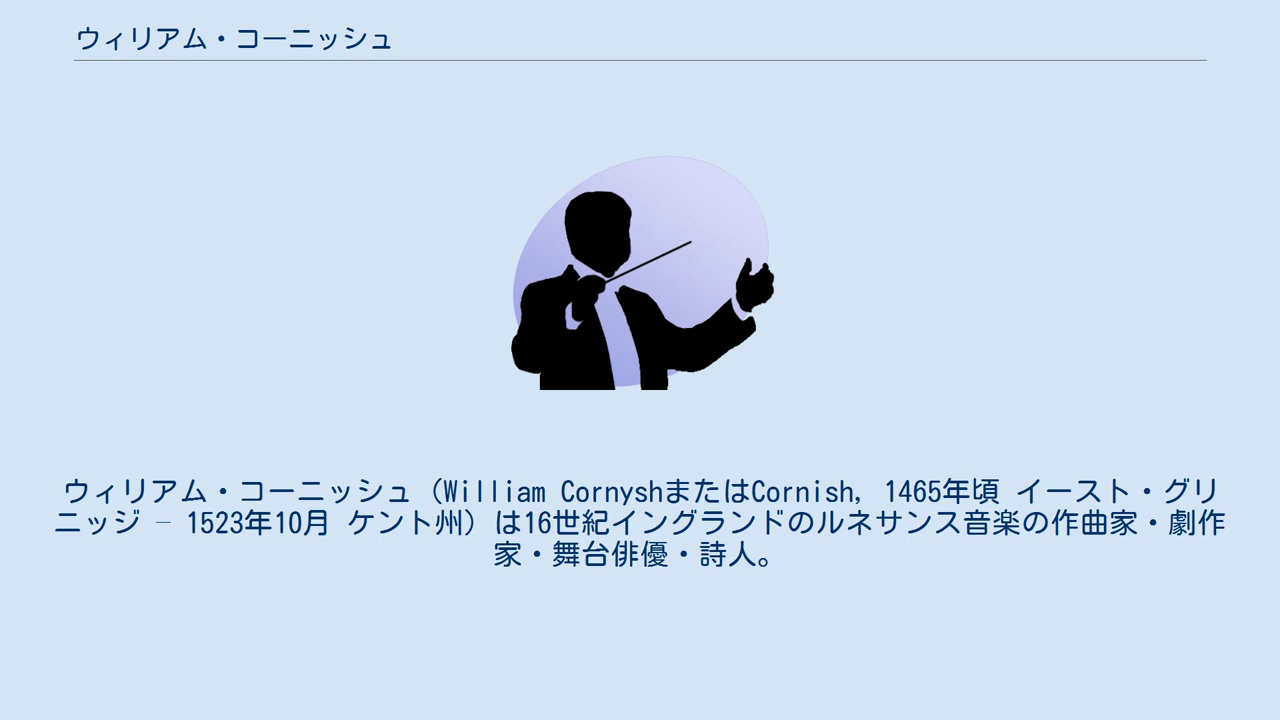 ウィリアム・コーニッシュ
ウィリアム・コーニッシュ（William CornyshまたはCornish, 1465年頃 イースト・グリ
ニッジ – 1523年10月 ケント州）は16世紀イングランドのルネサンス音楽の作曲家・劇作
家・舞台俳優・詩人。